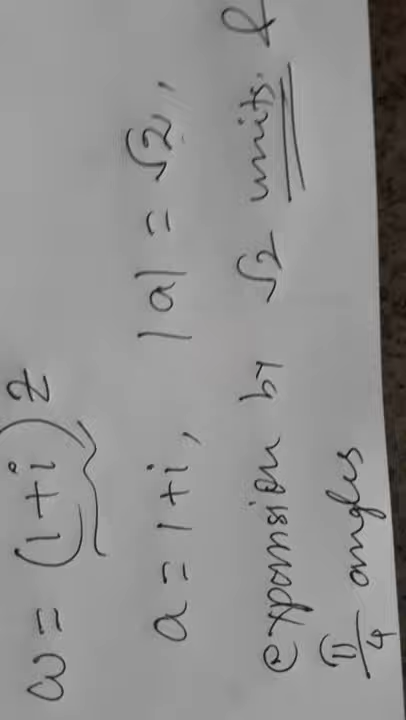 ω = (1+i) z
a = 1+i, |a| = √2,
expansion by √2 units. &
π/4 angles